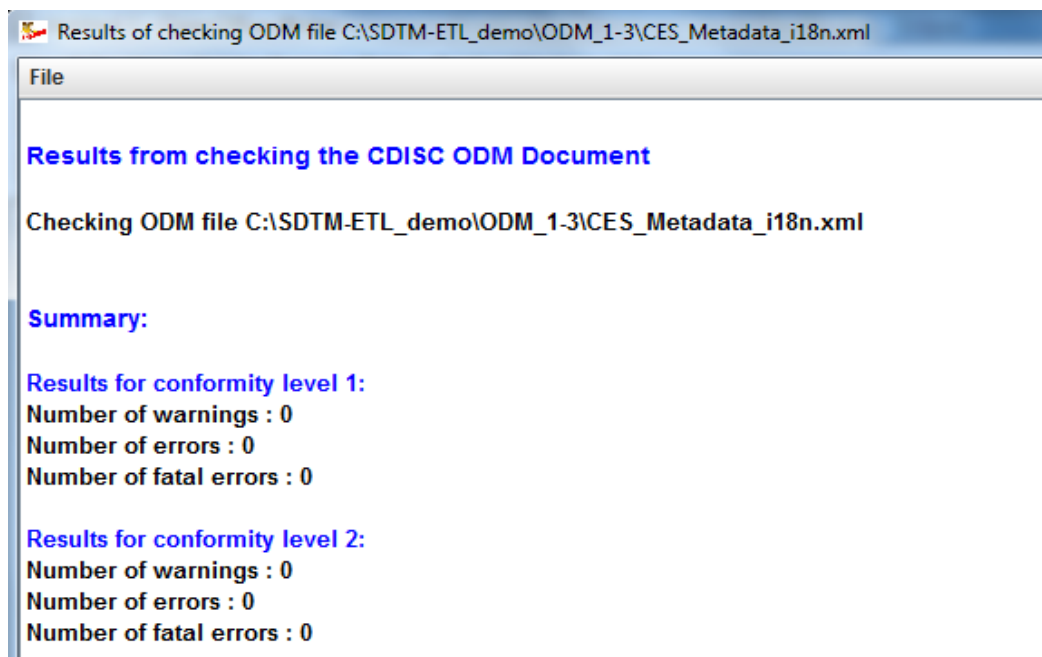 Results of checking ODM file C:\SDTM-ETL_demo\ODM_1-3\CES_Metadata_i18n.xml
File
Results from checking the CDISC ODM Document
Checking ODM file C:\SDTM-ETL_demo\ODM_1-3\CES_Metadata_i18n.xml
Summary:
Results for conformity level 1:
Number of warnings : 0
Number of errors : 0
Number of fatal errors : 0
Results for conformity level 2:
Number of warnings : 0
Number of errors : 0
Number of fatal errors : 0